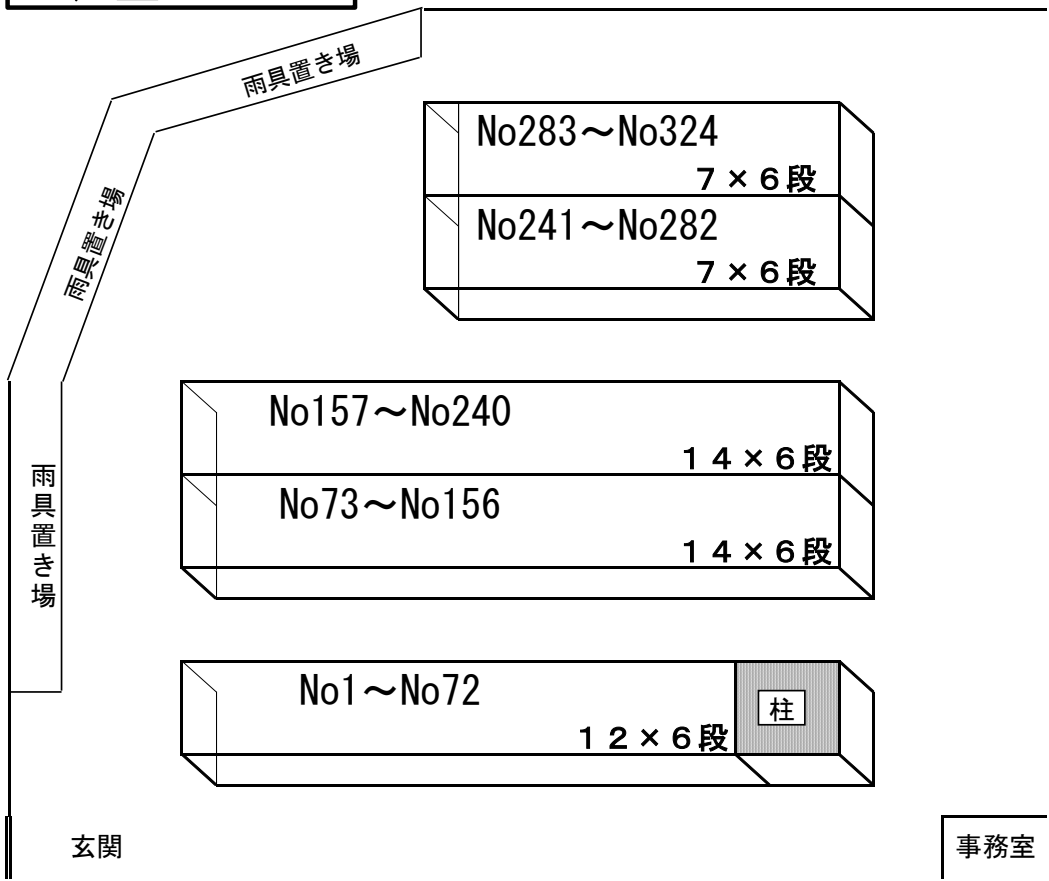 雨具置き場
No283～No324
7×6段
雨具置き場
No241～No282
7×6段
No157～No240
14×6段
雨具置き場
No73～No156
14×6段
No1～No72
柱
12×6段
玄関
事務室